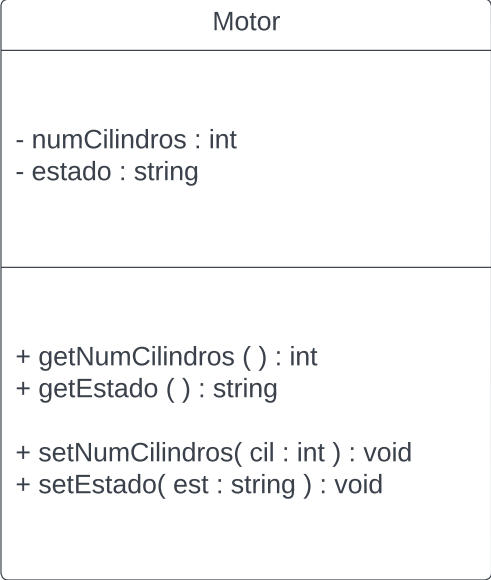 Motor
- numCilindros : int
- estado : string
+ getNumCilindros ( ) : int
+ getEstado ( ) : string
+ setNumCilindros( cil : int ) : void
+ setEstado( est : string ) : void